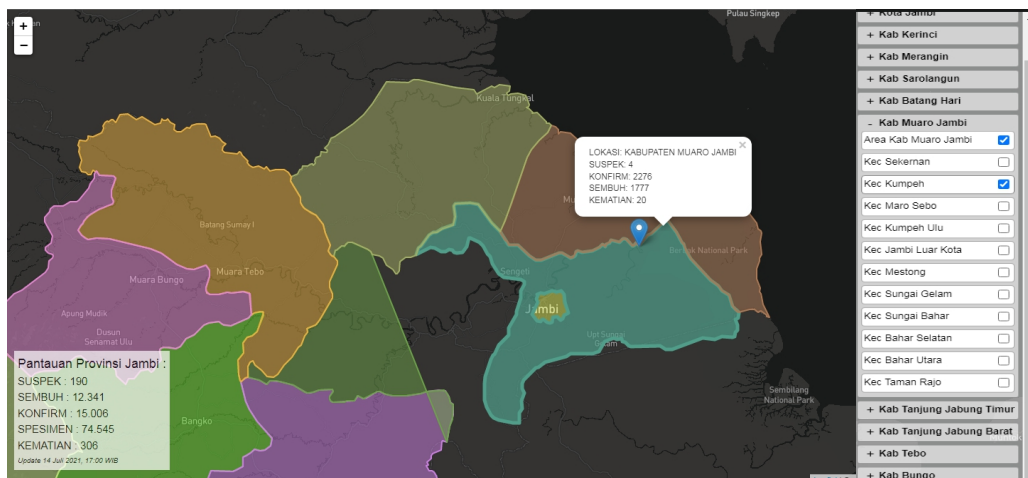 +
−
Pulau Singkep
Kuala Tungkal
LOKASI: KABUPATEN MUARO JAMBI
SUSPEK: 4
KONFIRM: 2276
SEMBUH: 1777
KEMATIAN: 20
×
Batang Sumay I
Muara Tebo
Muara Bungo
Berbak National Park
Sengeti
Jambi
Apung Mudik
Dusun
Senamat Ulu
Upt Sungai
Gelam
Bangko
Sembilang
National Park
Pantauan Provinsi Jambi :
SUSPEK : 190
SEMBUH : 12.341
KONFIRM : 15.006
SPESIMEN : 74.545
KEMATIAN : 306
Update 14 Juli 2021, 17:00 WIB
+ Kota Jambi
+ Kab Kerinci
+ Kab Merangin
+ Kab Sarolangun
+ Kab Batang Hari
- Kab Muaro Jambi
Area Kab Muaro Jambi
Kec Sekernan
Kec Kumpeh
Kec Maro Sebo
Kec Kumpeh Ulu
Kec Jambi Luar Kota
Kec Mestong
Kec Sungai Gelam
Kec Sungai Bahar
Kec Bahar Selatan
Kec Bahar Utara
Kec Taman Rajo
+ Kab Tanjung Jabung Timur
+ Kab Tanjung Jabung Barat
+ Kab Tebo
+ Kab Bungo